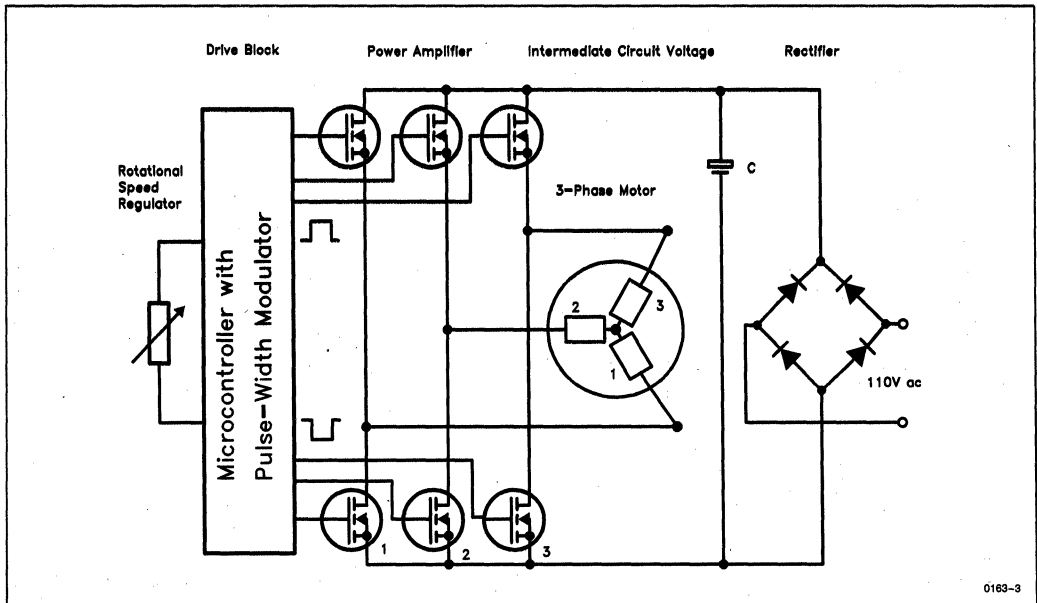 Drive Block
Power Amplifier
Intermediate Circuit Voltage
Rectifier
Rotational
Speed
Regulator
Microcontroller with
Pulse-Width Modulator
3-Phase Motor
C
2
3
1
110V ac
1
2
3
0163-3